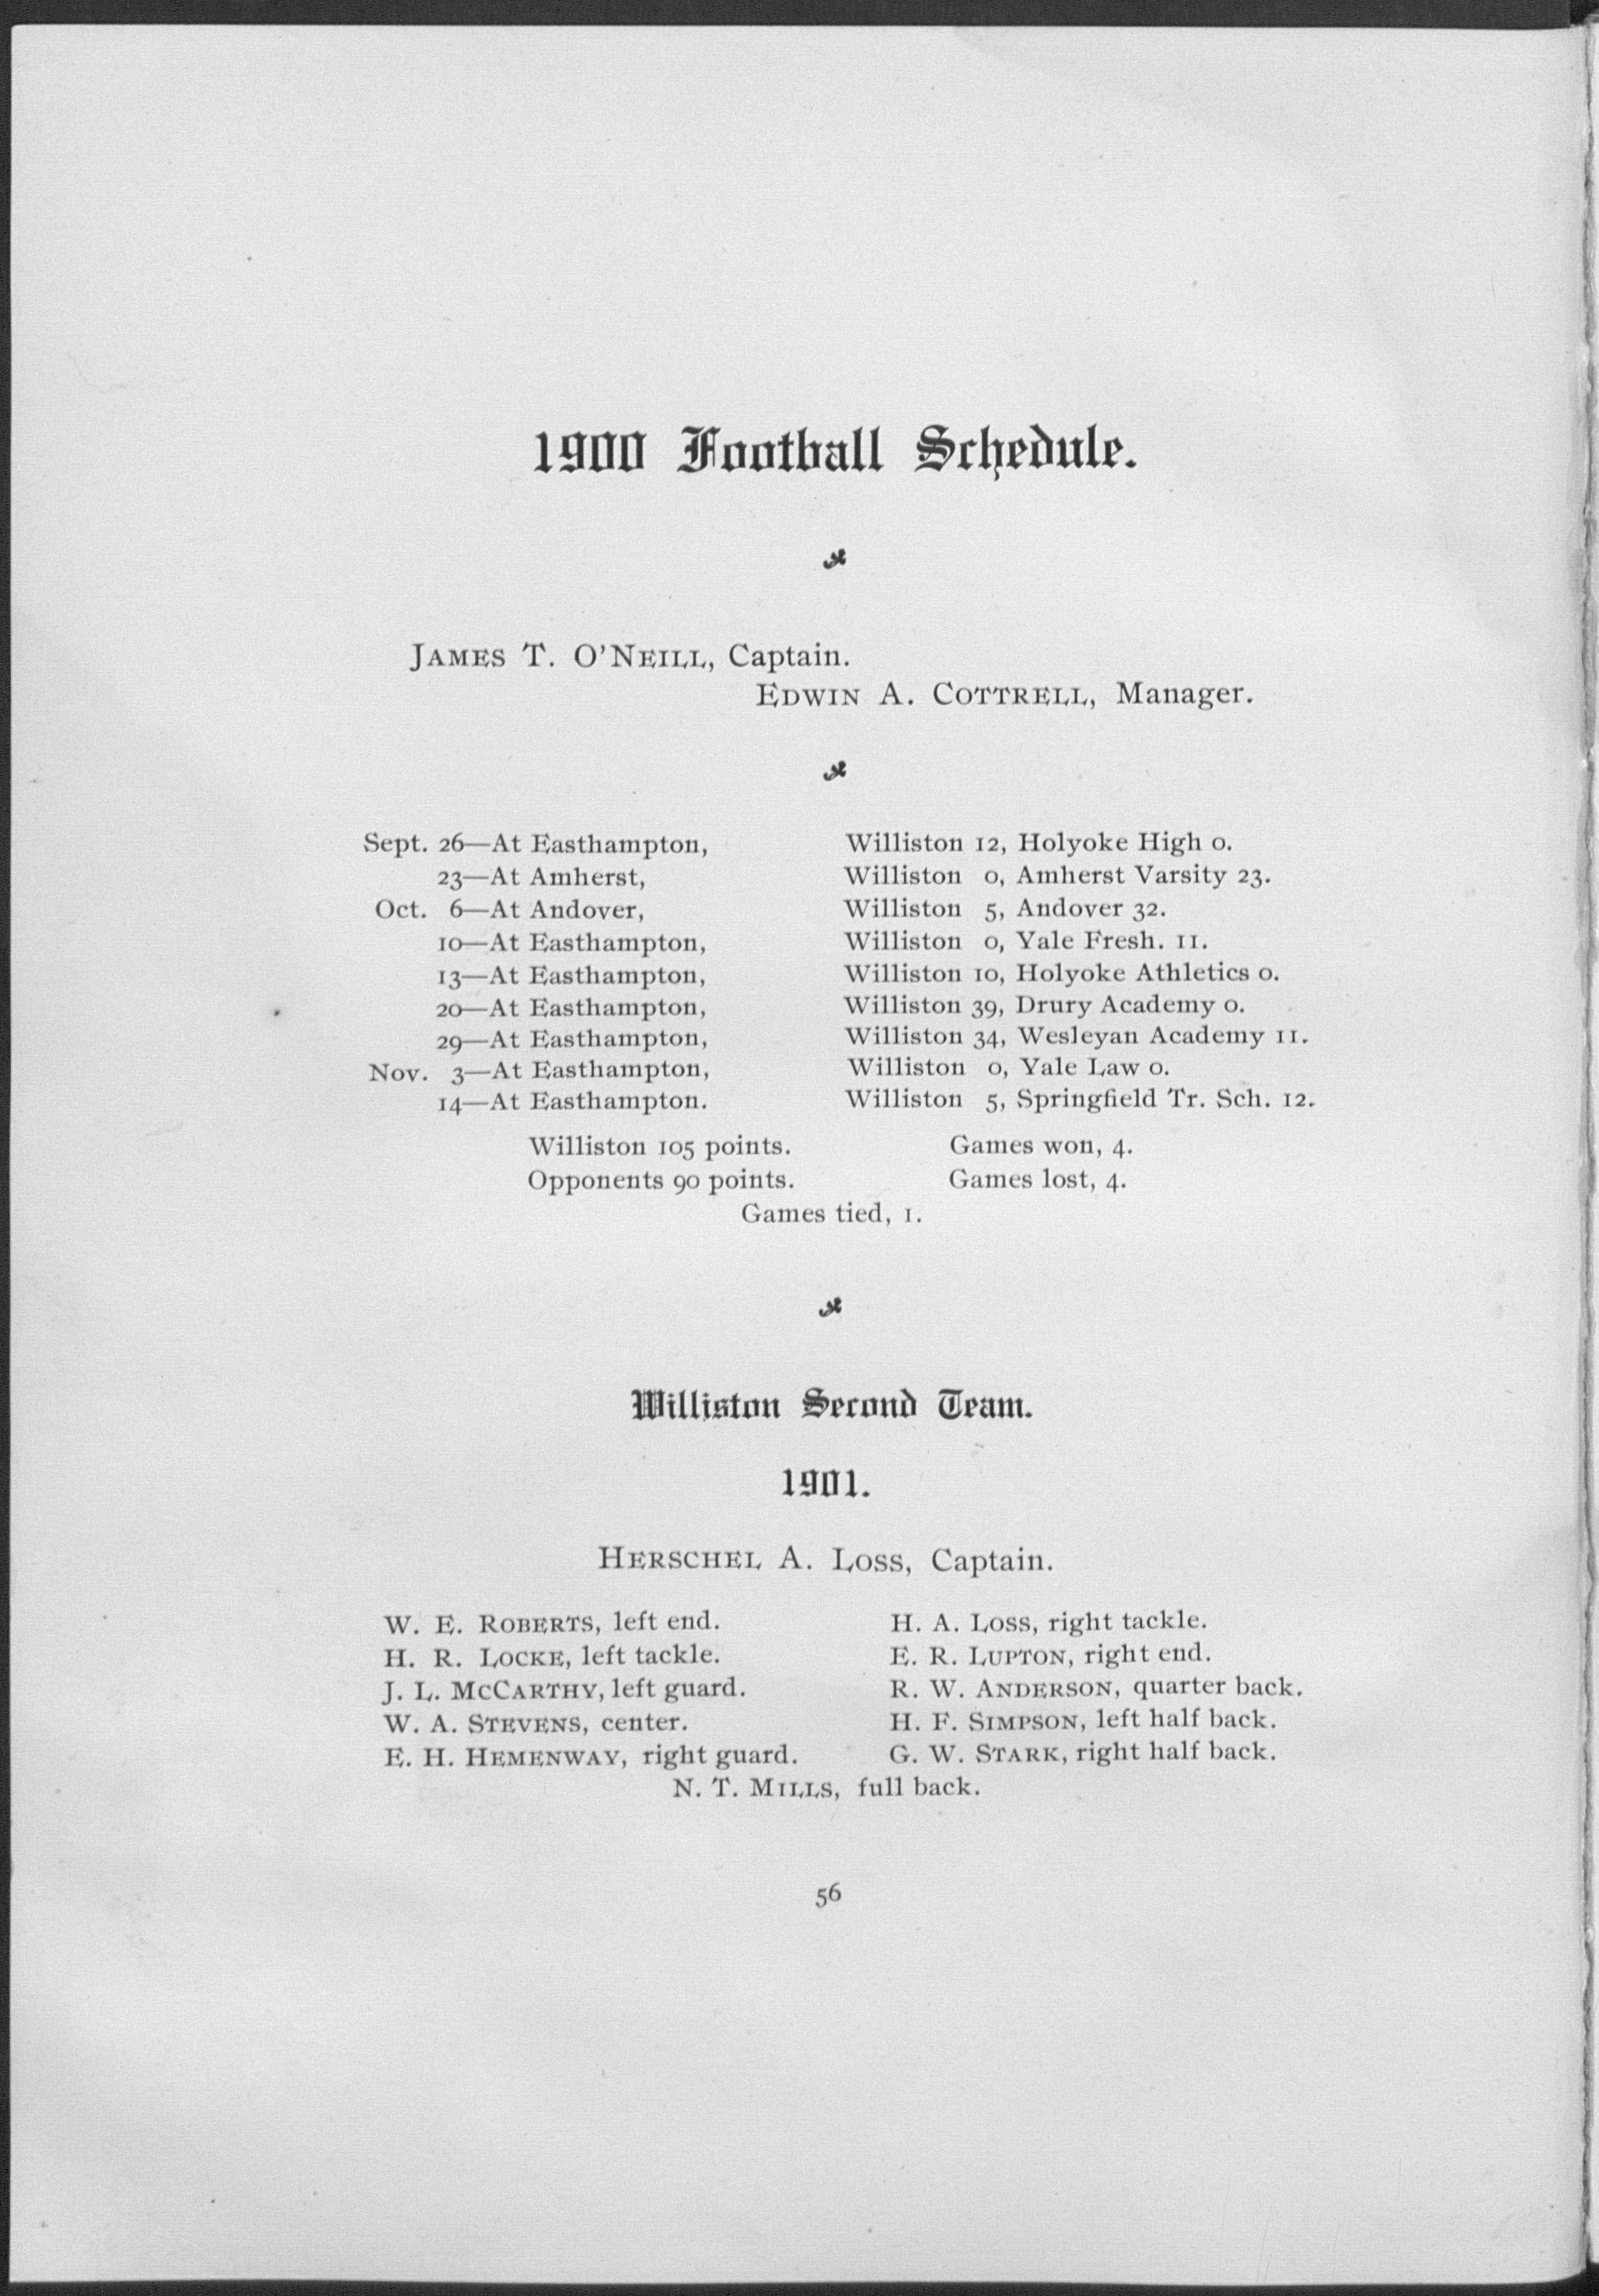 1900 Football Schedule.
JAMES T. O'NEILL, Captain.
EDWIN A. COTTRELL, Manager.
Sept. 26—At Easthampton, Williston 12, Holyoke High 0.
23—At Amherst, Williston 0, Amherst Varsity 23.
Oct. 6—At Andover, Williston 5, Andover 32.
10—At Easthampton, Williston 0, Yale Fresh. 11.
13—At Easthampton, Williston 10, Holyoke Athletics 0.
20—At Easthampton, Williston 39, Drury Academy 0.
29—At Easthampton, Williston 34, Wesleyan Academy 11.
Nov. 3—At Easthampton, Williston 0, Yale Law 0.
14—At Easthampton. Williston 5, Springfield Tr. Sch. 12.
Williston 105 points. Games won, 4.
Opponents 90 points. Games lost, 4.
Games tied, 1.
Williston Second Team.
1901.
HERSCHEL A. LOSS, Captain.
W. E. ROBERTS, left end. H. A. LOSS, right tackle.
H. R. LOCKE, left tackle. E. R. LUPTON, right end.
J. L. MCCARTHY, left guard. R. W. ANDERSON, quarter back.
W. A. STEVENS, center. H. F. SIMPSON, left half back.
E. H. HEMENWAY, right guard. G. W. STARK, right half back.
N. T. MILLS, full back.
56